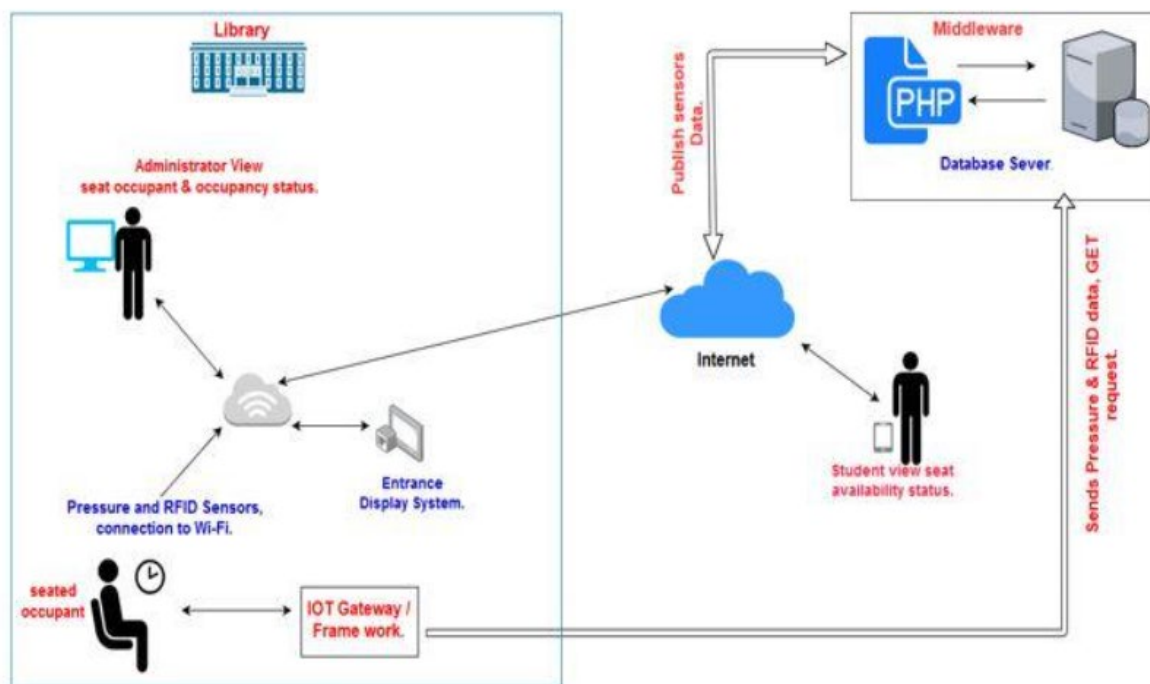 Library
Administrator View
seat occupant & occupancy status.
Pressure and RFID Sensors,
connection to Wi-Fi.
Entrance
Display System.
seated
occupant
IOT Gateway /
Frame work.
Publish sensors
Data.
Internet
Student view seat
availability status.
Middleware
PHP
Database Sever.
Sends Pressure & RFID data, GET
request.